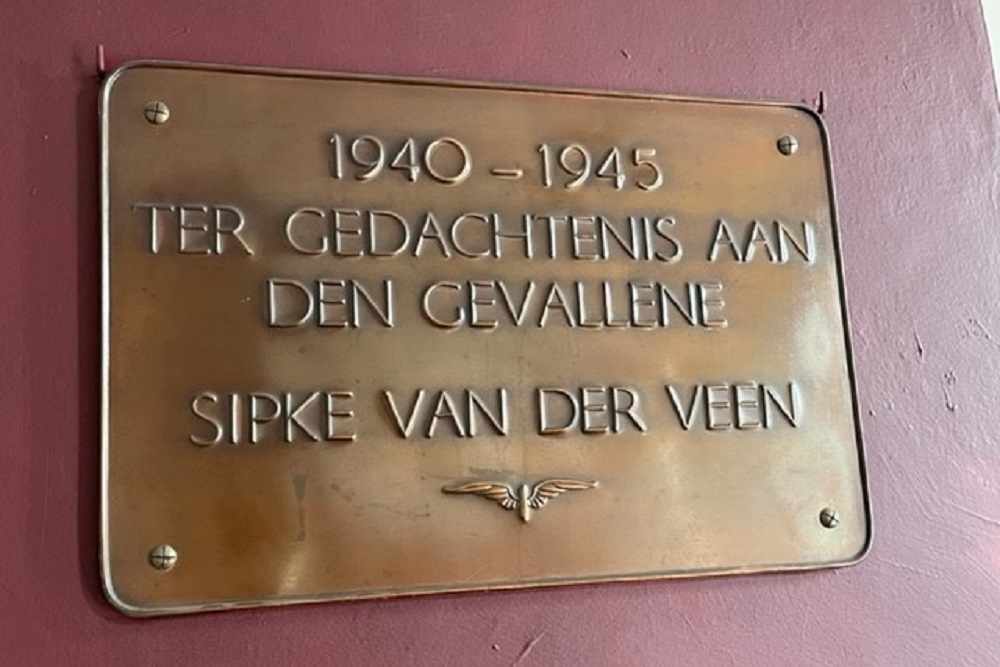 1940 – 1945
TER GEDACHTENIS AAN
DEN GEVALLENE
SIPKE VAN DER VEEN